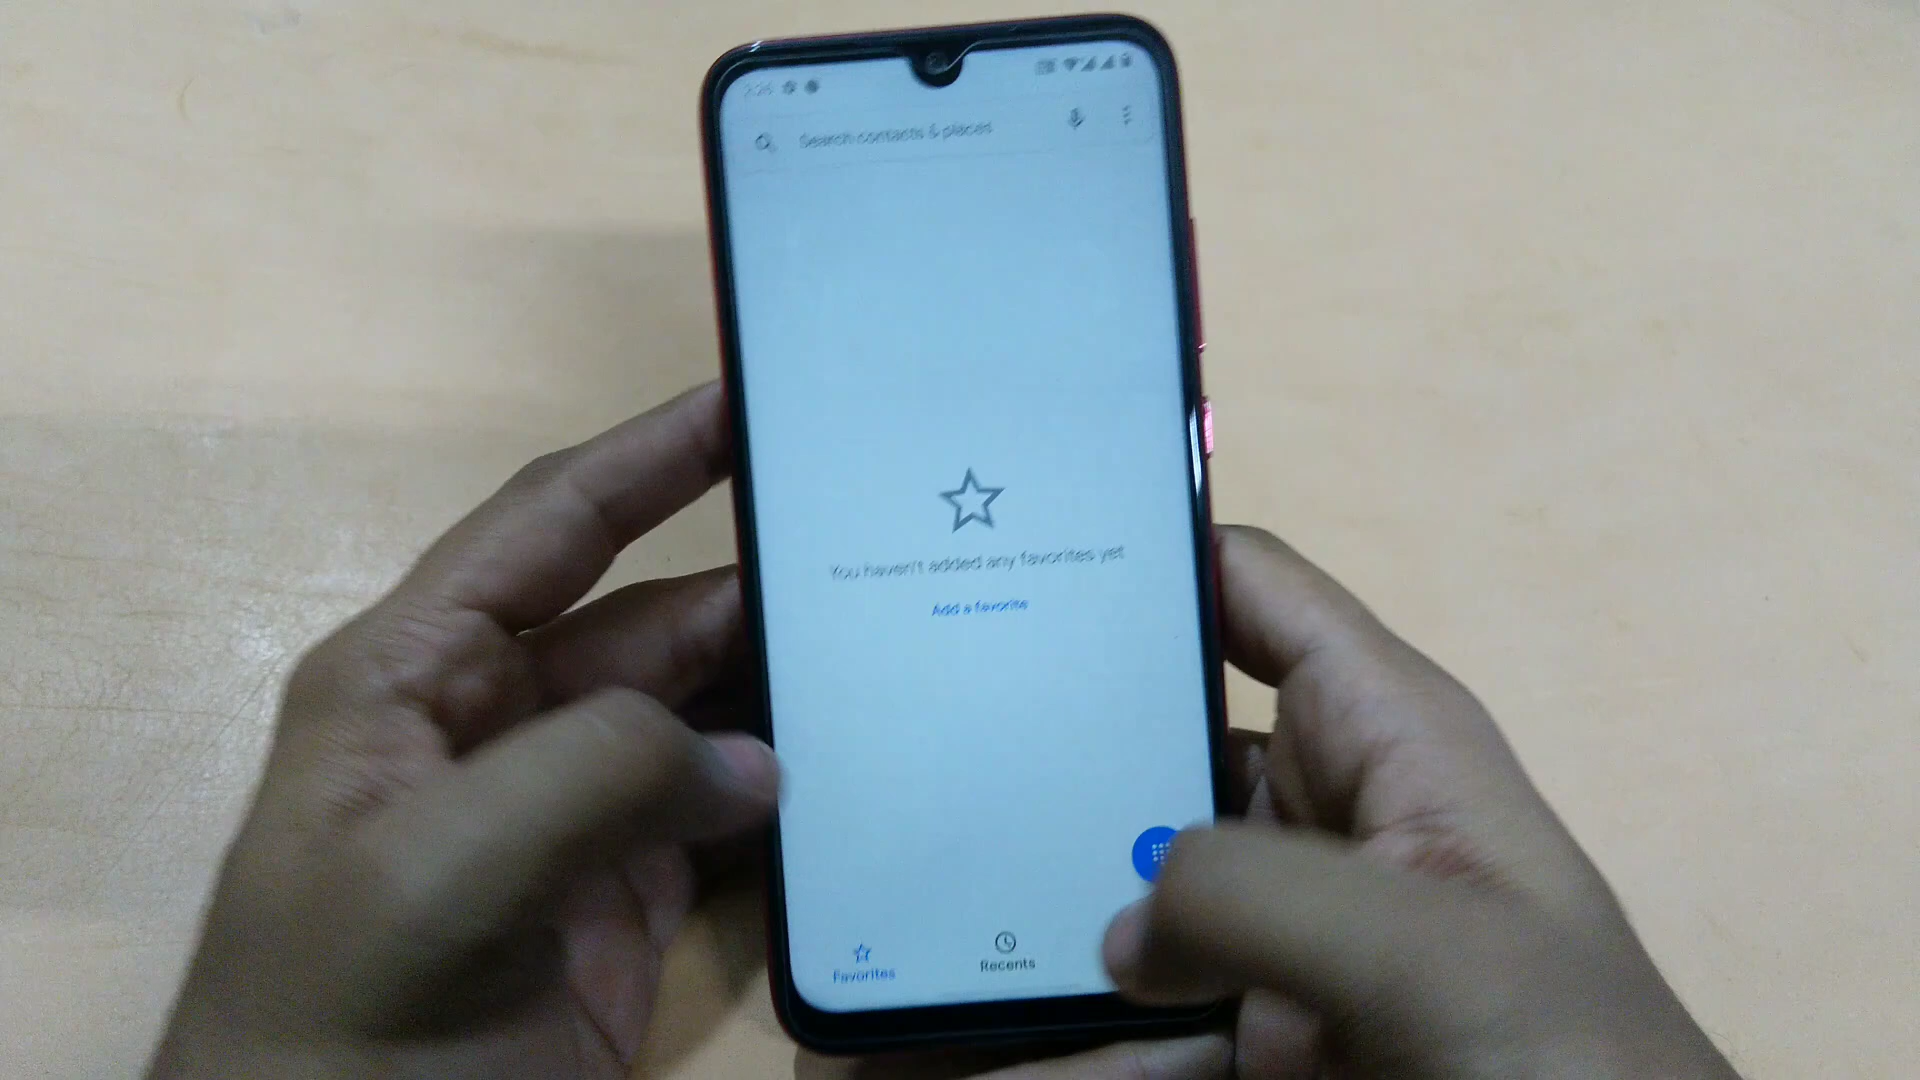 Search contacts & places
You haven't added any favorites yet
Add a favorite
Favorites
Recents